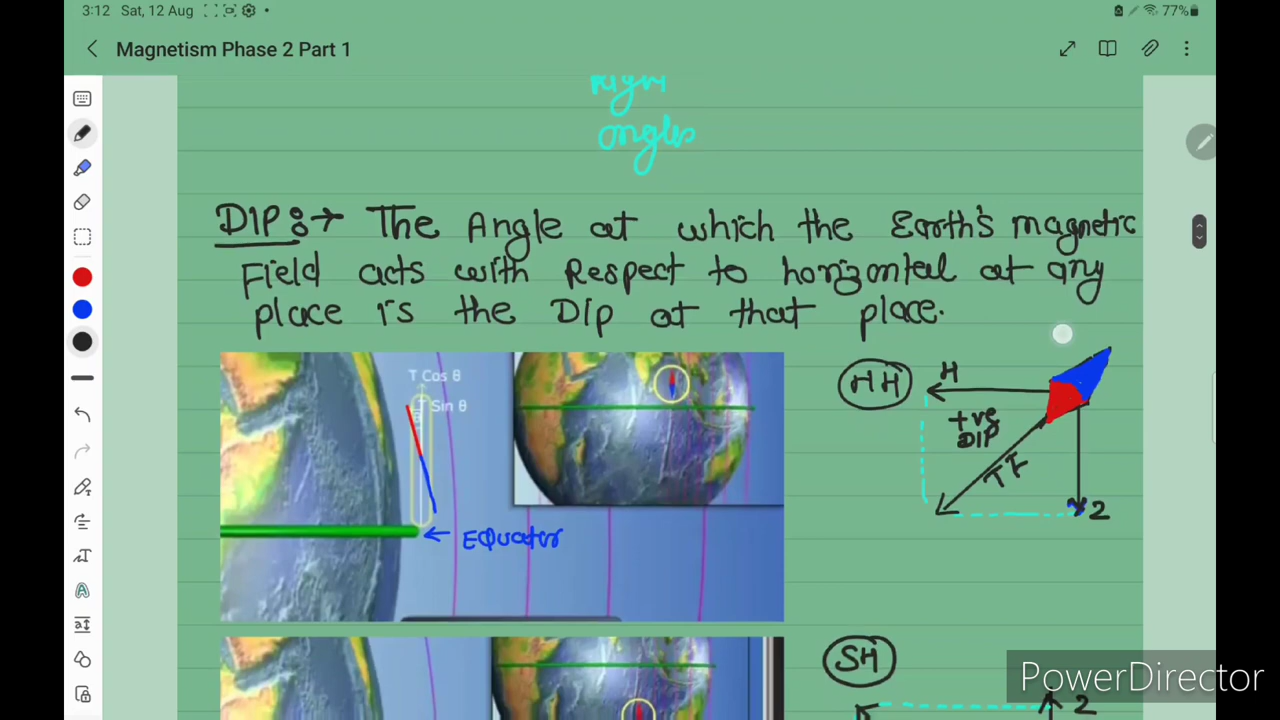 3:12 Sat, 12 Aug
77%
Magnetism Phase 2 Part 1
Right
angles
DIP :→ The Angle at which the Earth's magnetic
Field acts with Respect to horizontal at any
place is the DIp at that place.
T Cos θ
T Sin θ
← Equator
H
+ve
DIP
Z
SH
Z
PowerDirector